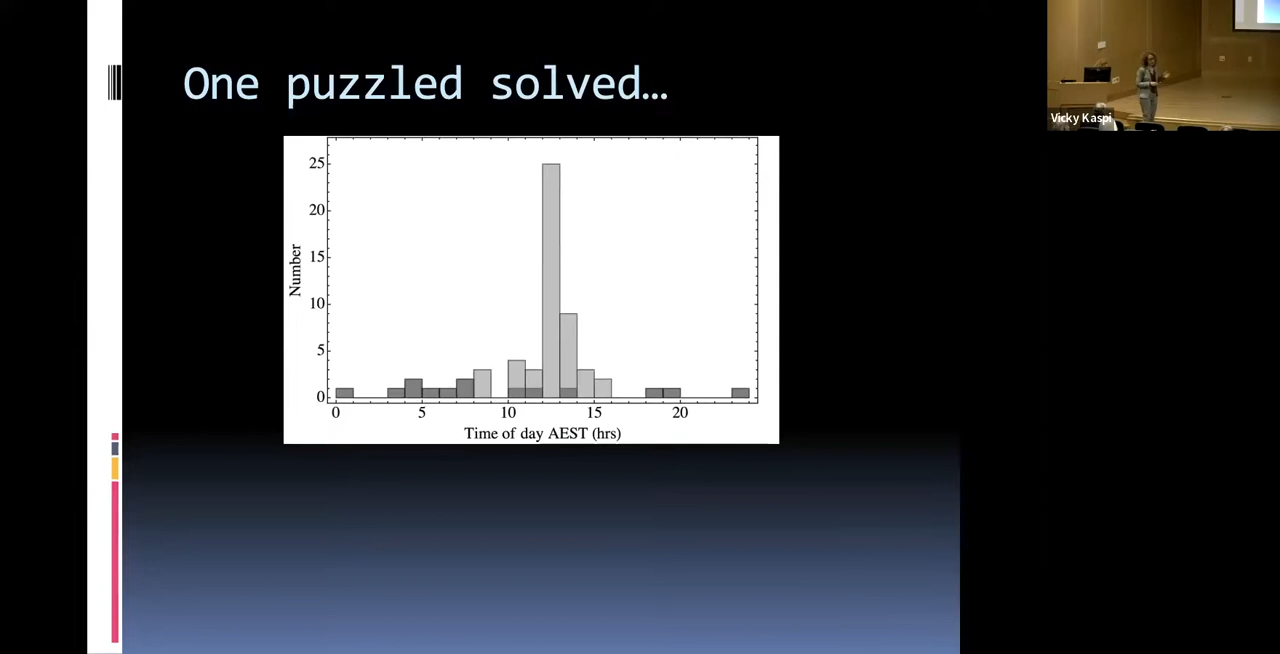 One puzzled solved…
Vicky Kaspi
25
20
15
10
5
0
Number
0 5 10 15 20
Time of day AEST (hrs)